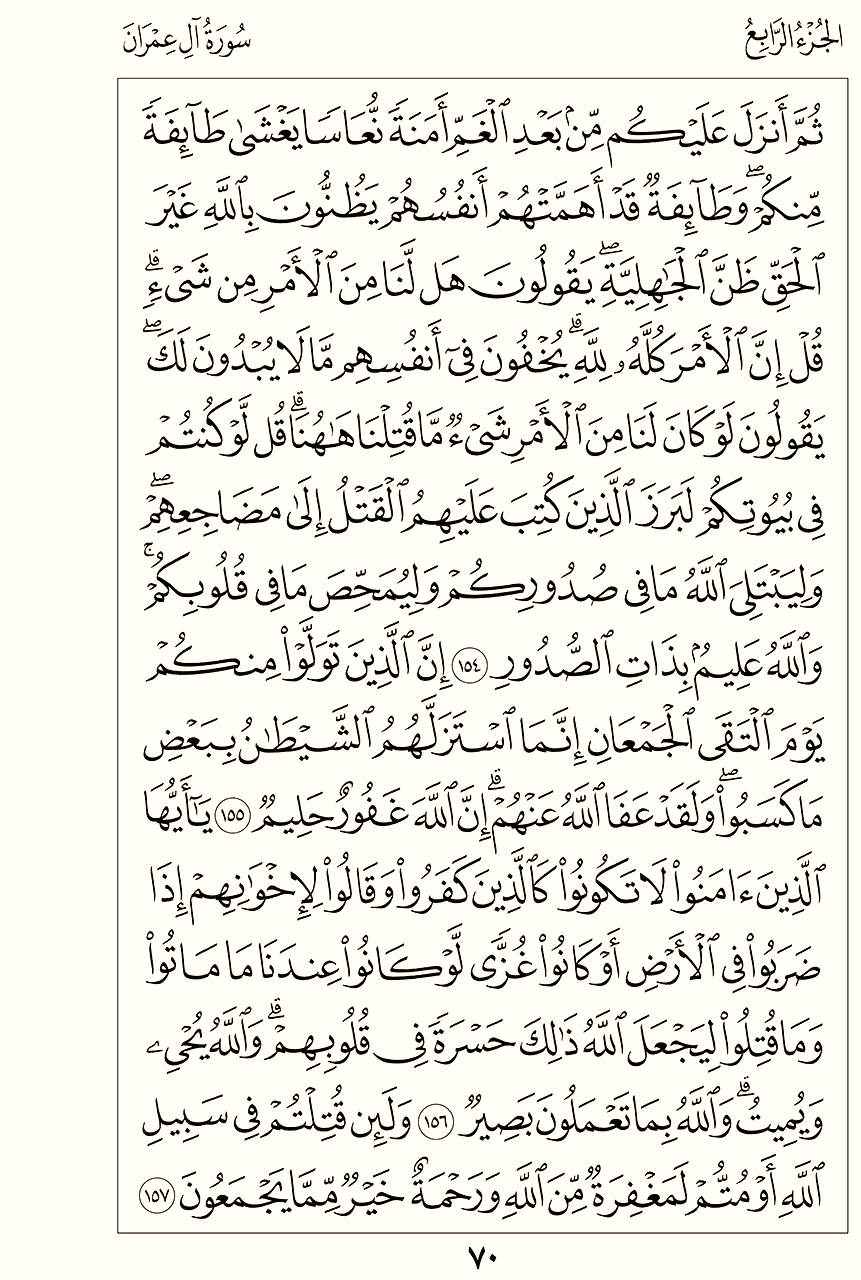 الجُزْءُ الرَّابِعُ
سُورَةُ آلِ عِمْرَانَ
ثُمَّ أَنزَلَ عَلَيْكُم مِّنۢ بَعْدِ ٱلْغَمِّ أَمَنَةً نُّعَاسًا يَغْشَىٰ طَآئِفَةً
مِّنكُمْ ۖ وَطَآئِفَةٌ قَدْ أَهَمَّتْهُمْ أَنفُسُهُمْ يَظُنُّونَ بِٱللَّهِ غَيْرَ
ٱلْحَقِّ ظَنَّ ٱلْجَـٰهِلِيَّةِ ۖ يَقُولُونَ هَل لَّنَا مِنَ ٱلْأَمْرِ مِن شَىْءٍ ۗ
قُلْ إِنَّ ٱلْأَمْرَ كُلَّهُۥ لِلَّهِ ۗ يُخْفُونَ فِىٓ أَنفُسِهِم مَّا لَا يُبْدُونَ لَكَ ۖ
يَقُولُونَ لَوْ كَانَ لَنَا مِنَ ٱلْأَمْرِ شَىْءٌ مَّا قُتِلْنَا هَـٰهُنَا ۗ قُل لَّوْ كُنتُمْ
فِى بُيُوتِكُمْ لَبَرَزَ ٱلَّذِينَ كُتِبَ عَلَيْهِمُ ٱلْقَتْلُ إِلَىٰ مَضَاجِعِهِمْ ۖ
وَلِيَبْتَلِىَ ٱللَّهُ مَا فِى صُدُورِكُمْ وَلِيُمَحِّصَ مَا فِى قُلُوبِكُمْ ۚ
وَٱللَّهُ عَلِيمٌۢ بِذَاتِ ٱلصُّدُورِ ١٥٤ إِنَّ ٱلَّذِينَ تَوَلَّوْا۟ مِنكُمْ
يَوْمَ ٱلْتَقَى ٱلْجَمْعَانِ إِنَّمَا ٱسْتَزَلَّهُمُ ٱلشَّيْطَـٰنُ بِبَعْضِ
مَا كَسَبُوا۟ ۖ وَلَقَدْ عَفَا ٱللَّهُ عَنْهُمْ ۗ إِنَّ ٱللَّهَ غَفُورٌ حَلِيمٌ ١٥٥ يَـٰٓأَيُّهَا
ٱلَّذِينَ ءَامَنُوا۟ لَا تَكُونُوا۟ كَٱلَّذِينَ كَفَرُوا۟ وَقَالُوا۟ لِإِخْوَٰنِهِمْ إِذَا
ضَرَبُوا۟ فِى ٱلْأَرْضِ أَوْ كَانُوا۟ غُزًّى لَّوْ كَانُوا۟ عِندَنَا مَا مَاتُوا۟
وَمَا قُتِلُوا۟ لِيَجْعَلَ ٱللَّهُ ذَٰلِكَ حَسْرَةً فِى قُلُوبِهِمْ ۗ وَٱللَّهُ يُحْىِۦ
وَيُمِيتُ ۗ وَٱللَّهُ بِمَا تَعْمَلُونَ بَصِيرٌ ١٥٦ وَلَئِن قُتِلْتُمْ فِى سَبِيلِ
ٱللَّهِ أَوْ مُتُّمْ لَمَغْفِرَةٌ مِّنَ ٱللَّهِ وَرَحْمَةٌ خَيْرٌ مِّمَّا يَجْمَعُونَ ١٥٧
٧٠